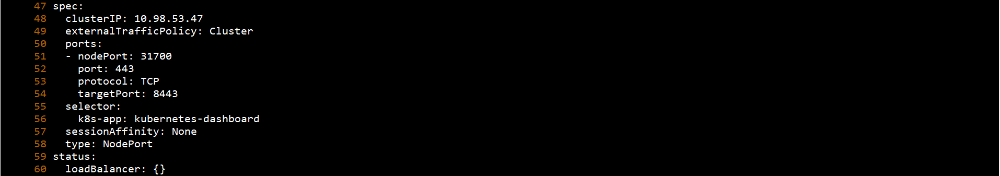 47 spec:
48   clusterIP: 10.98.53.47
49   externalTrafficPolicy: Cluster
50   ports:
51   - nodePort: 31700
52     port: 443
53     protocol: TCP
54     targetPort: 8443
55   selector:
56     k8s-app: kubernetes-dashboard
57   sessionAffinity: None
58   type: NodePort
59 status:
60   loadBalancer: {}